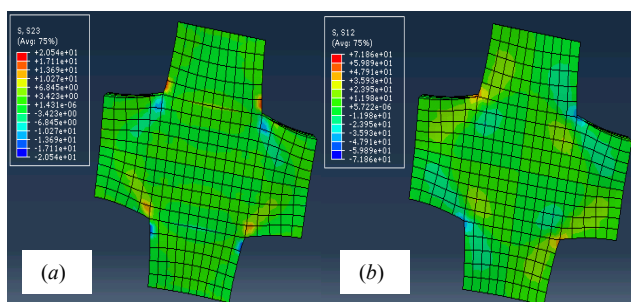 S, S23
(Avg: 75%)
+2.054e+01
+1.711e+01
+1.369e+01
+1.027e+01
+6.845e+00
+3.423e+00
+1.431e-06
-3.423e+00
-6.845e+00
-1.027e+01
-1.369e+01
-1.711e+01
-2.054e+01
(a)
S, S12
(Avg: 75%)
+7.186e+01
+5.989e+01
+4.791e+01
+3.593e+01
+2.395e+01
+1.198e+01
+5.722e-06
-1.198e+01
-2.395e+01
-3.593e+01
-4.791e+01
-5.989e+01
-7.186e+01
(b)